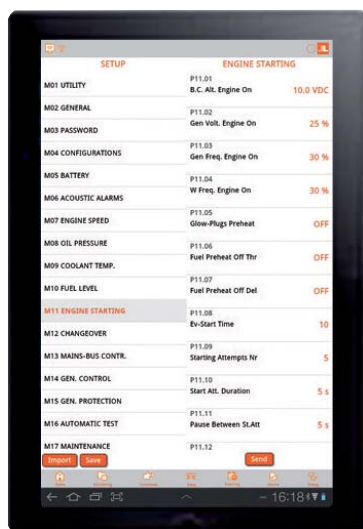 SETUP
M01 UTILITY
M02 GENERAL
M03 PASSWORD
M04 CONFIGURATIONS
M05 BATTERY
M06 ACOUSTIC ALARMS
M07 ENGINE SPEED
M08 OIL PRESSURE
M09 COOLANT TEMP.
M10 FUEL LEVEL
M11 ENGINE STARTING
M12 CHANGEOVER
M13 MAINS-BUS CONTR.
M14 GEN. CONTROL
M15 GEN. PROTECTION
M16 AUTOMATIC TEST
M17 MAINTENANCE
Import Save
ENGINE STARTING
P11.01
B.C. Alt. Engine On 10.0 VDC
P11.02
Gen Volt. Engine On 25 %
P11.03
Gen Freq. Engine On 30 %
P11.04
W Freq. Engine On 30 %
P11.05
Glow-Plugs Preheat OFF
P11.06
Fuel Preheat Off Thr OFF
P11.07
Fuel Preheat Off Del OFF
P11.08
Ev-Start Time 10
P11.09
Starting Attempts Nr 5
P11.10
Start Att. Duration 5 s
P11.11
Pause Between St.Att 5 s
P11.12
Send
16:18